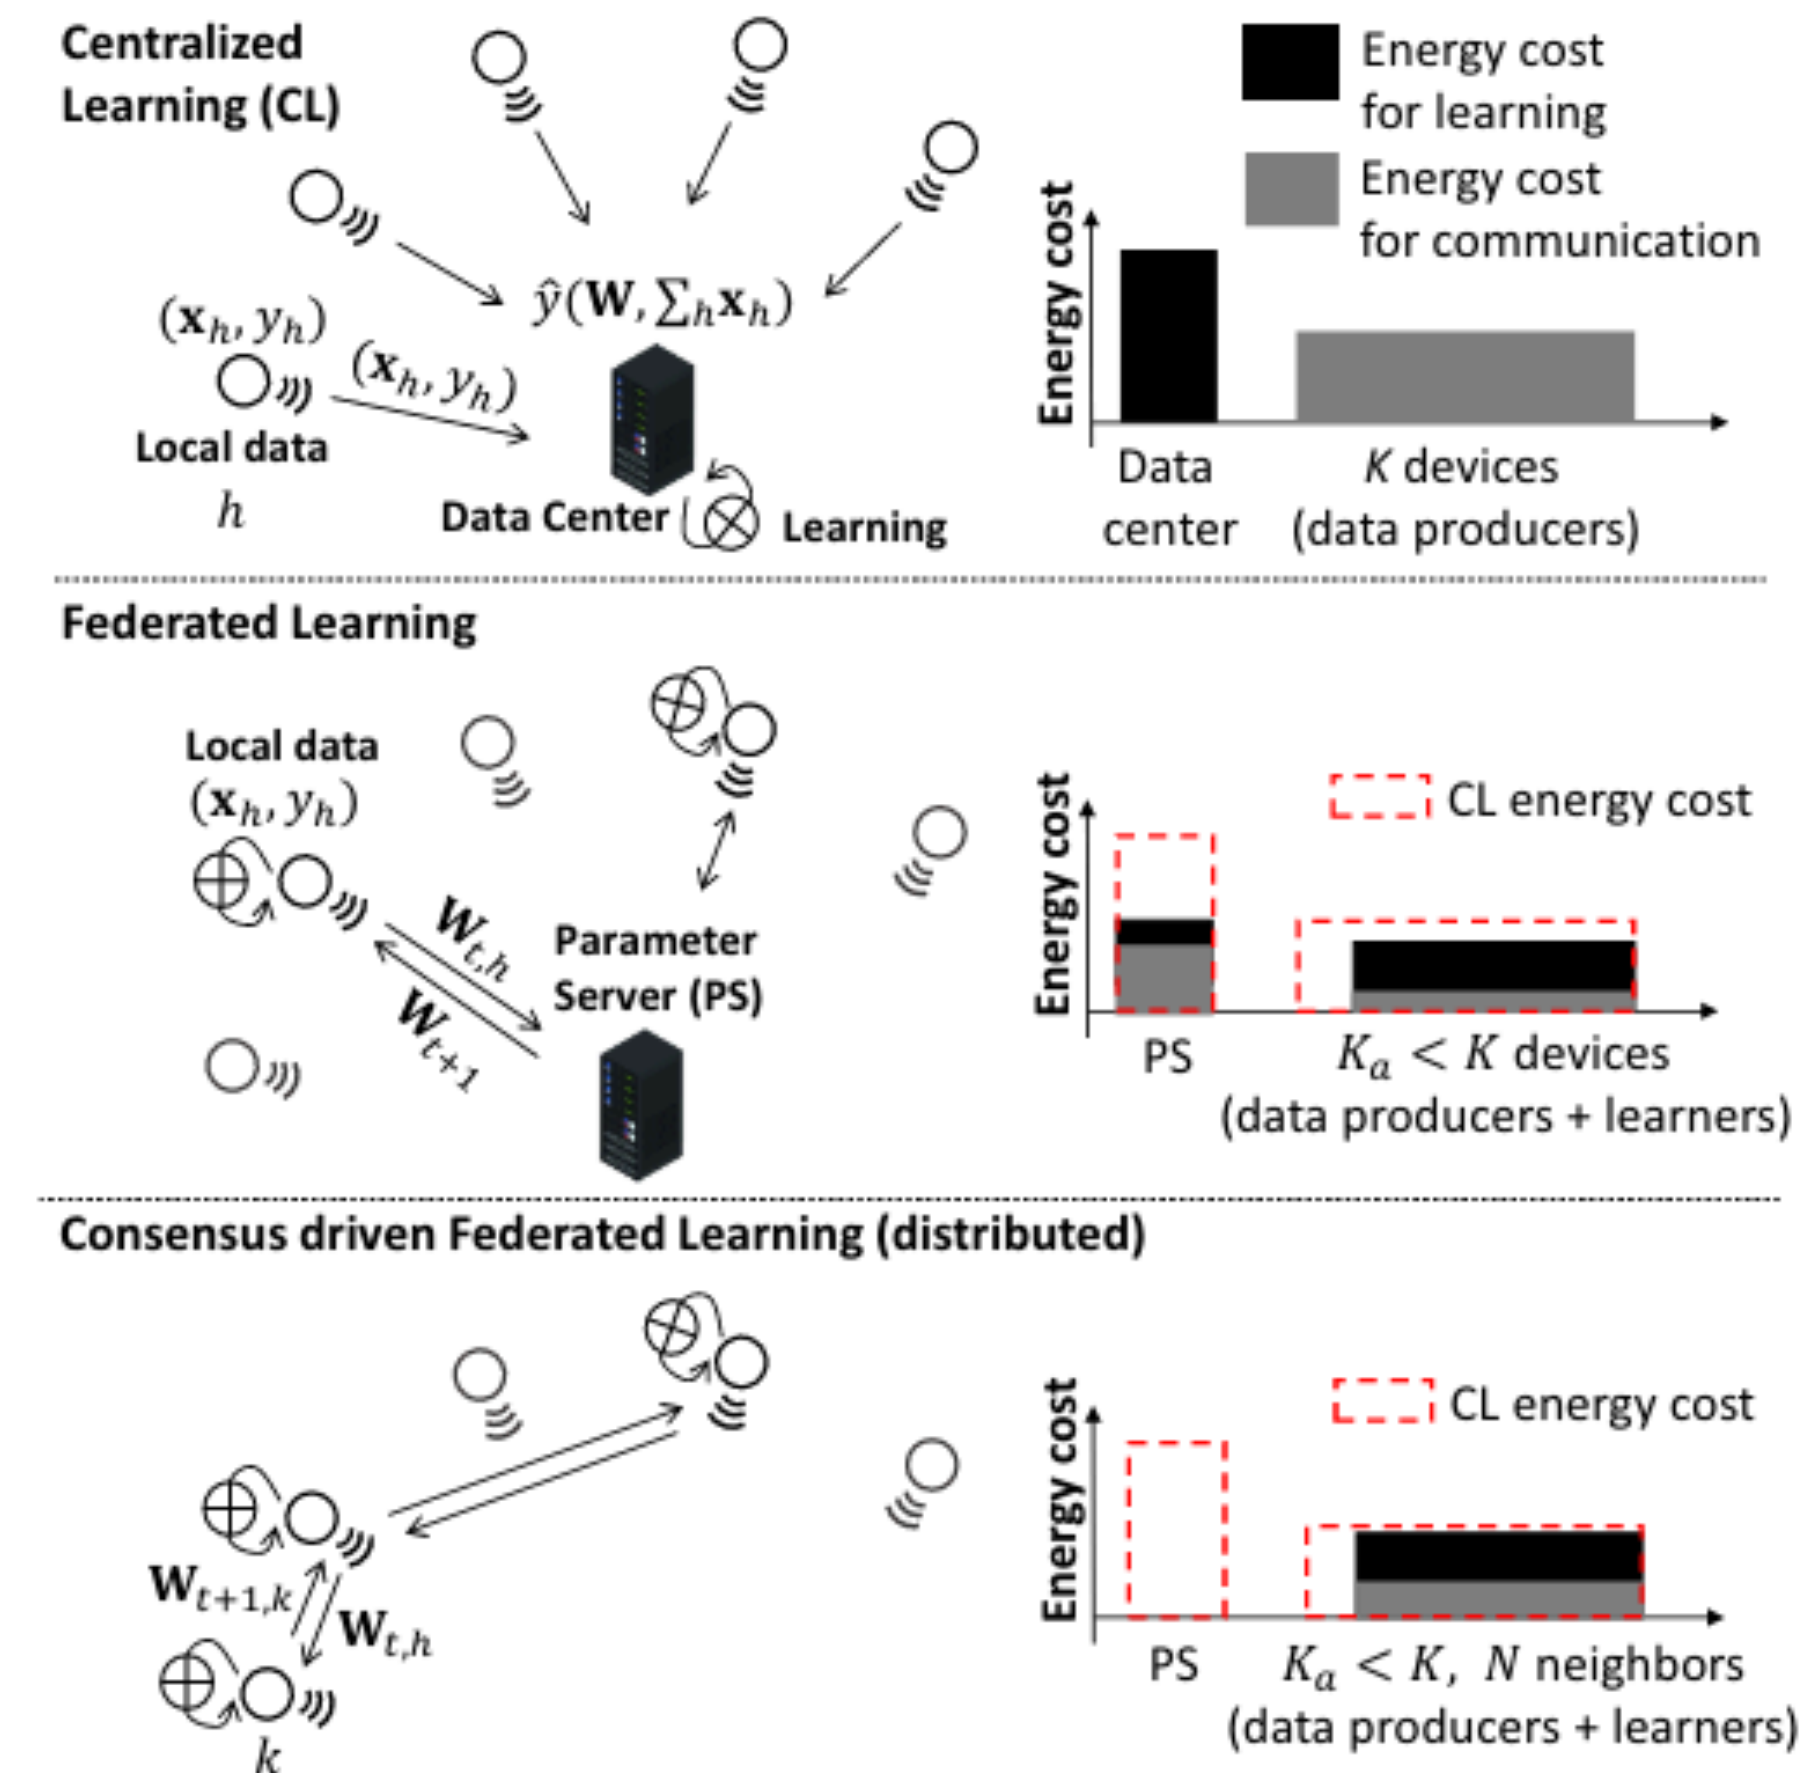 Centralized
Learning (CL)
(𝐱ₕ, yₕ)
(𝐱ₕ, yₕ)
Local data
h
ŷ(𝐖, ∑ₕ𝐱ₕ)
Data Center
Learning
Energy cost
for learning
Energy cost
for communication
Energy cost
Data
center
K devices
(data producers)
Federated Learning
Local data
(𝐱ₕ, yₕ)
𝑾ₜ,ₕ
𝑾ₜ₊₁
Parameter
Server (PS)
CL energy cost
Energy cost
PS
Kₐ < K devices
(data producers + learners)
Consensus driven Federated Learning (distributed)
𝐖ₜ₊₁,ₖ
𝐖ₜ,ₕ
k
CL energy cost
Energy cost
PS
Kₐ < K, N neighbors
(data producers + learners)